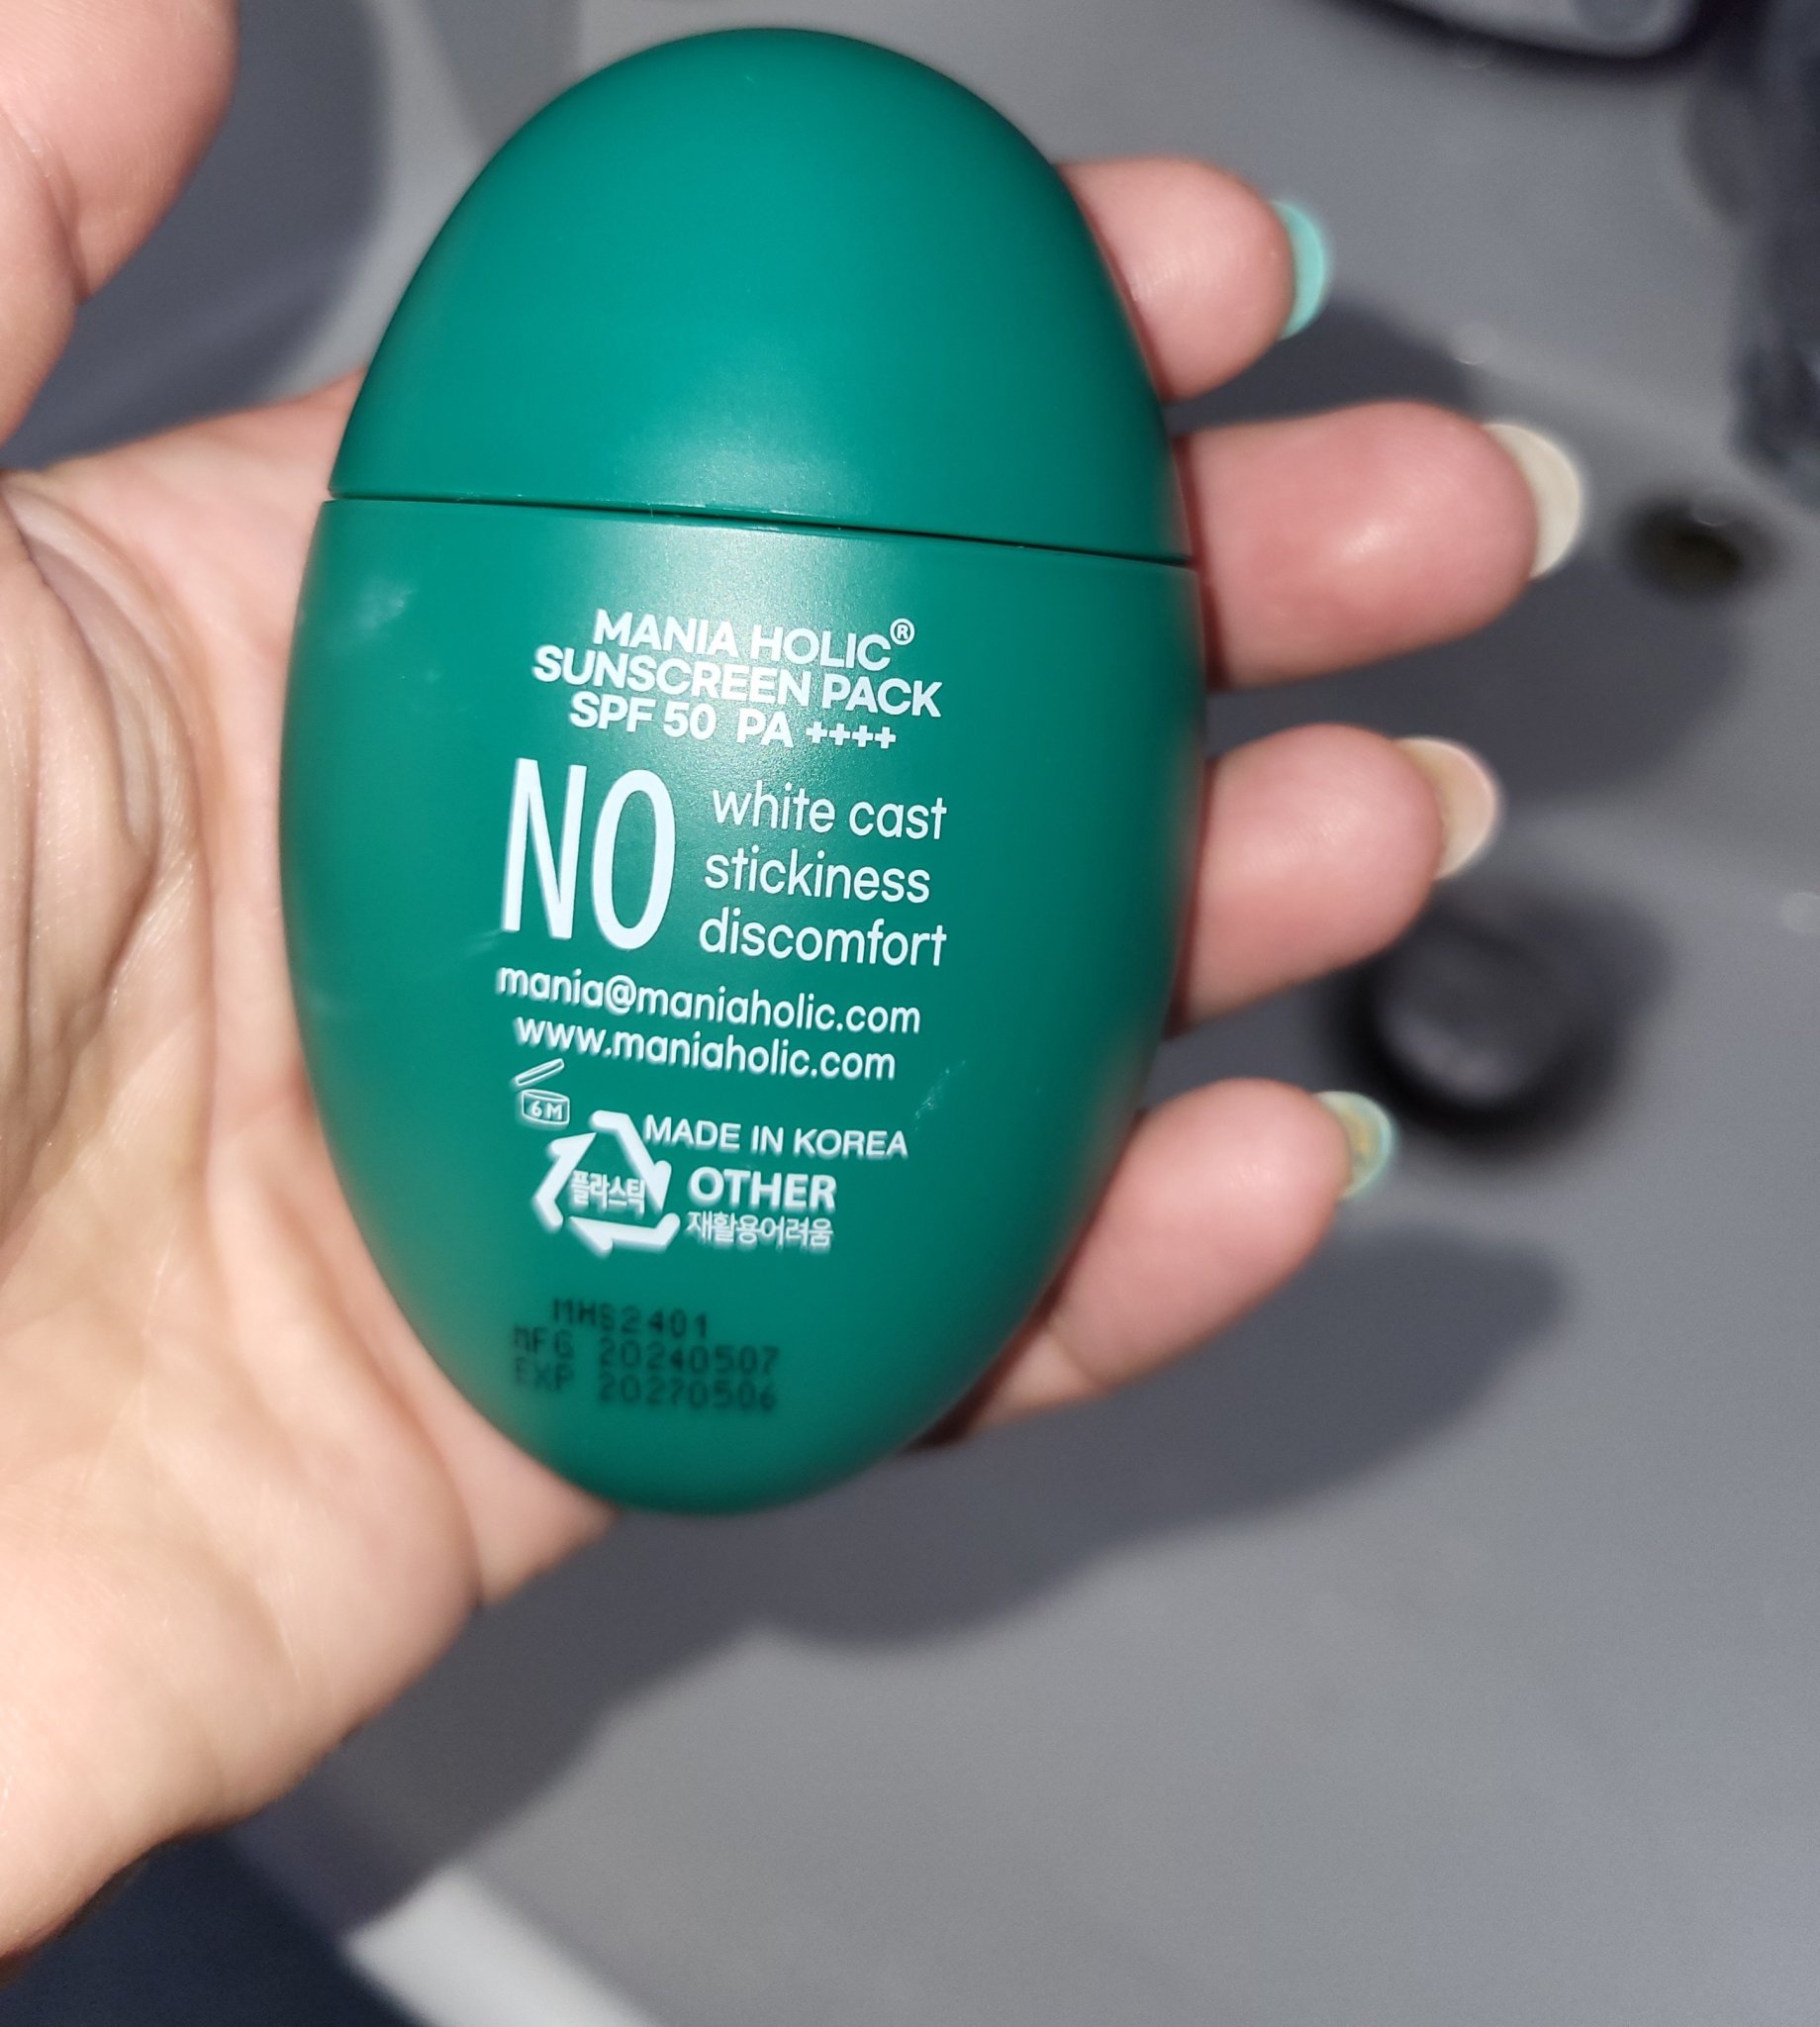 MANIA HOLIC®
SUNSCREEN PACK
SPF 50 PA ++++
NO
white cast
stickiness
discomfort
mania@maniaholic.com
www.maniaholic.com
6M
MADE IN KOREA
플라스틱
OTHER
재활용어려움
MHS2401
MFG 20240507
EXP 20270506